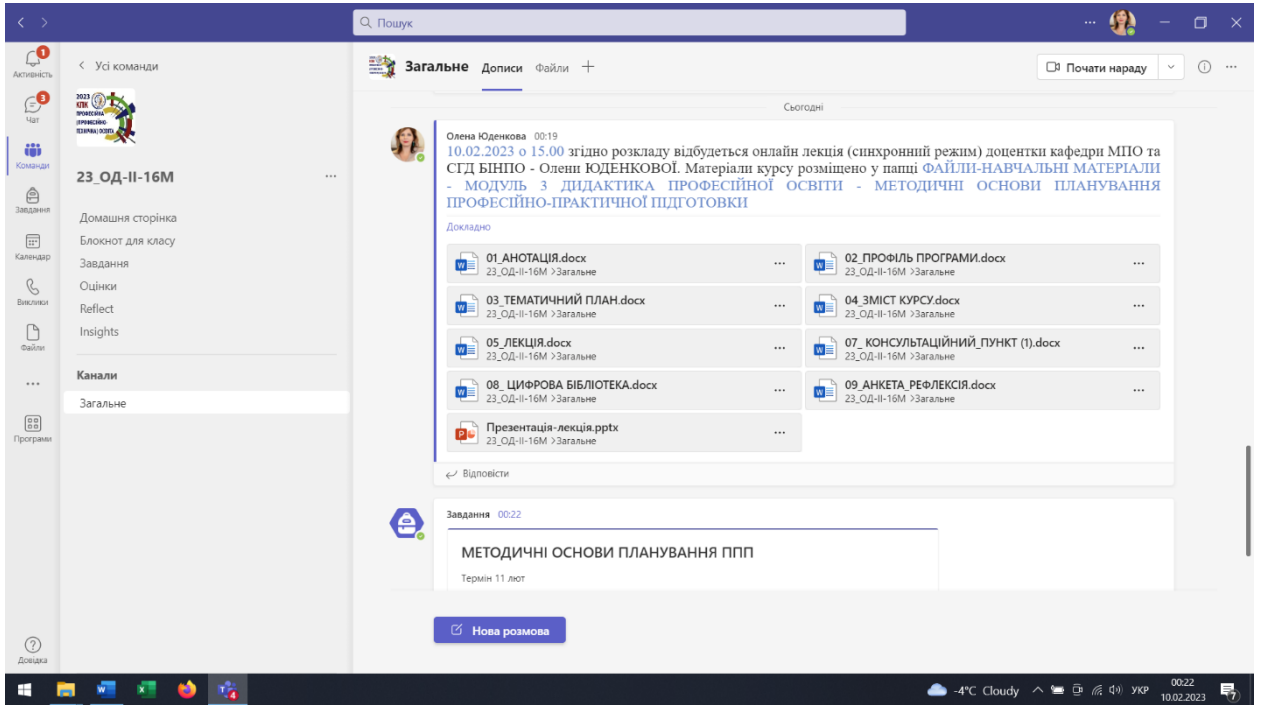 Пошук
Активність
1
Чат
3
Команди
Завдання
Календар
Виклики
Файли
Програми
Довідка
Усі команди
2023
КПК
ПРОФЕСІЙНА
ОСВІТА
23_ОД-ІІ-16М
Домашня сторінка
Блокнот для класу
Завдання
Оцінки
Reflect
Insights
Канали
Загальне
Загальне Дописи Файли
Почати нараду
Сьогодні
Олена Юденкова 00:19
10.02.2023 о 15.00 згідно розкладу відбудеться онлайн лекція (синхронний режим) доцентки кафедри МПО та
СГД БІНПО - Олени ЮДЕНКОВОЇ. Матеріали курсу розміщено у папці ФАЙЛИ-НАВЧАЛЬНІ МАТЕРІАЛИ
- МОДУЛЬ 3 ДИДАКТИКА ПРОФЕСІЙНОЇ ОСВІТИ - МЕТОДИЧНІ ОСНОВИ ПЛАНУВАННЯ
ПРОФЕСІЙНО-ПРАКТИЧНОЇ ПІДГОТОВКИ
Докладно
01_АНОТАЦІЯ.docx
23_ОД-ІІ-16М >Загальне
02_ПРОФІЛЬ ПРОГРАМИ.docx
23_ОД-ІІ-16М >Загальне
03_ТЕМАТИЧНИЙ ПЛАН.docx
23_ОД-ІІ-16М >Загальне
04_ЗМІСТ КУРСУ.docx
23_ОД-ІІ-16М >Загальне
05_ЛЕКЦІЯ.docx
23_ОД-ІІ-16М >Загальне
07_ КОНСУЛЬТАЦІЙНИЙ_ПУНКТ (1).docx
23_ОД-ІІ-16М >Загальне
08_ ЦИФРОВА БІБЛІОТЕКА.docx
23_ОД-ІІ-16М >Загальне
09_АНКЕТА_РЕФЛЕКСІЯ.docx
23_ОД-ІІ-16М >Загальне
Презентація-лекція.pptx
23_ОД-ІІ-16М >Загальне
Відповісти
Завдання 00:22
МЕТОДИЧНІ ОСНОВИ ПЛАНУВАННЯ ППП
Термін 11 лют
Нова розмова
4
-4°C Cloudy
УКР
00:22
10.02.2023
7